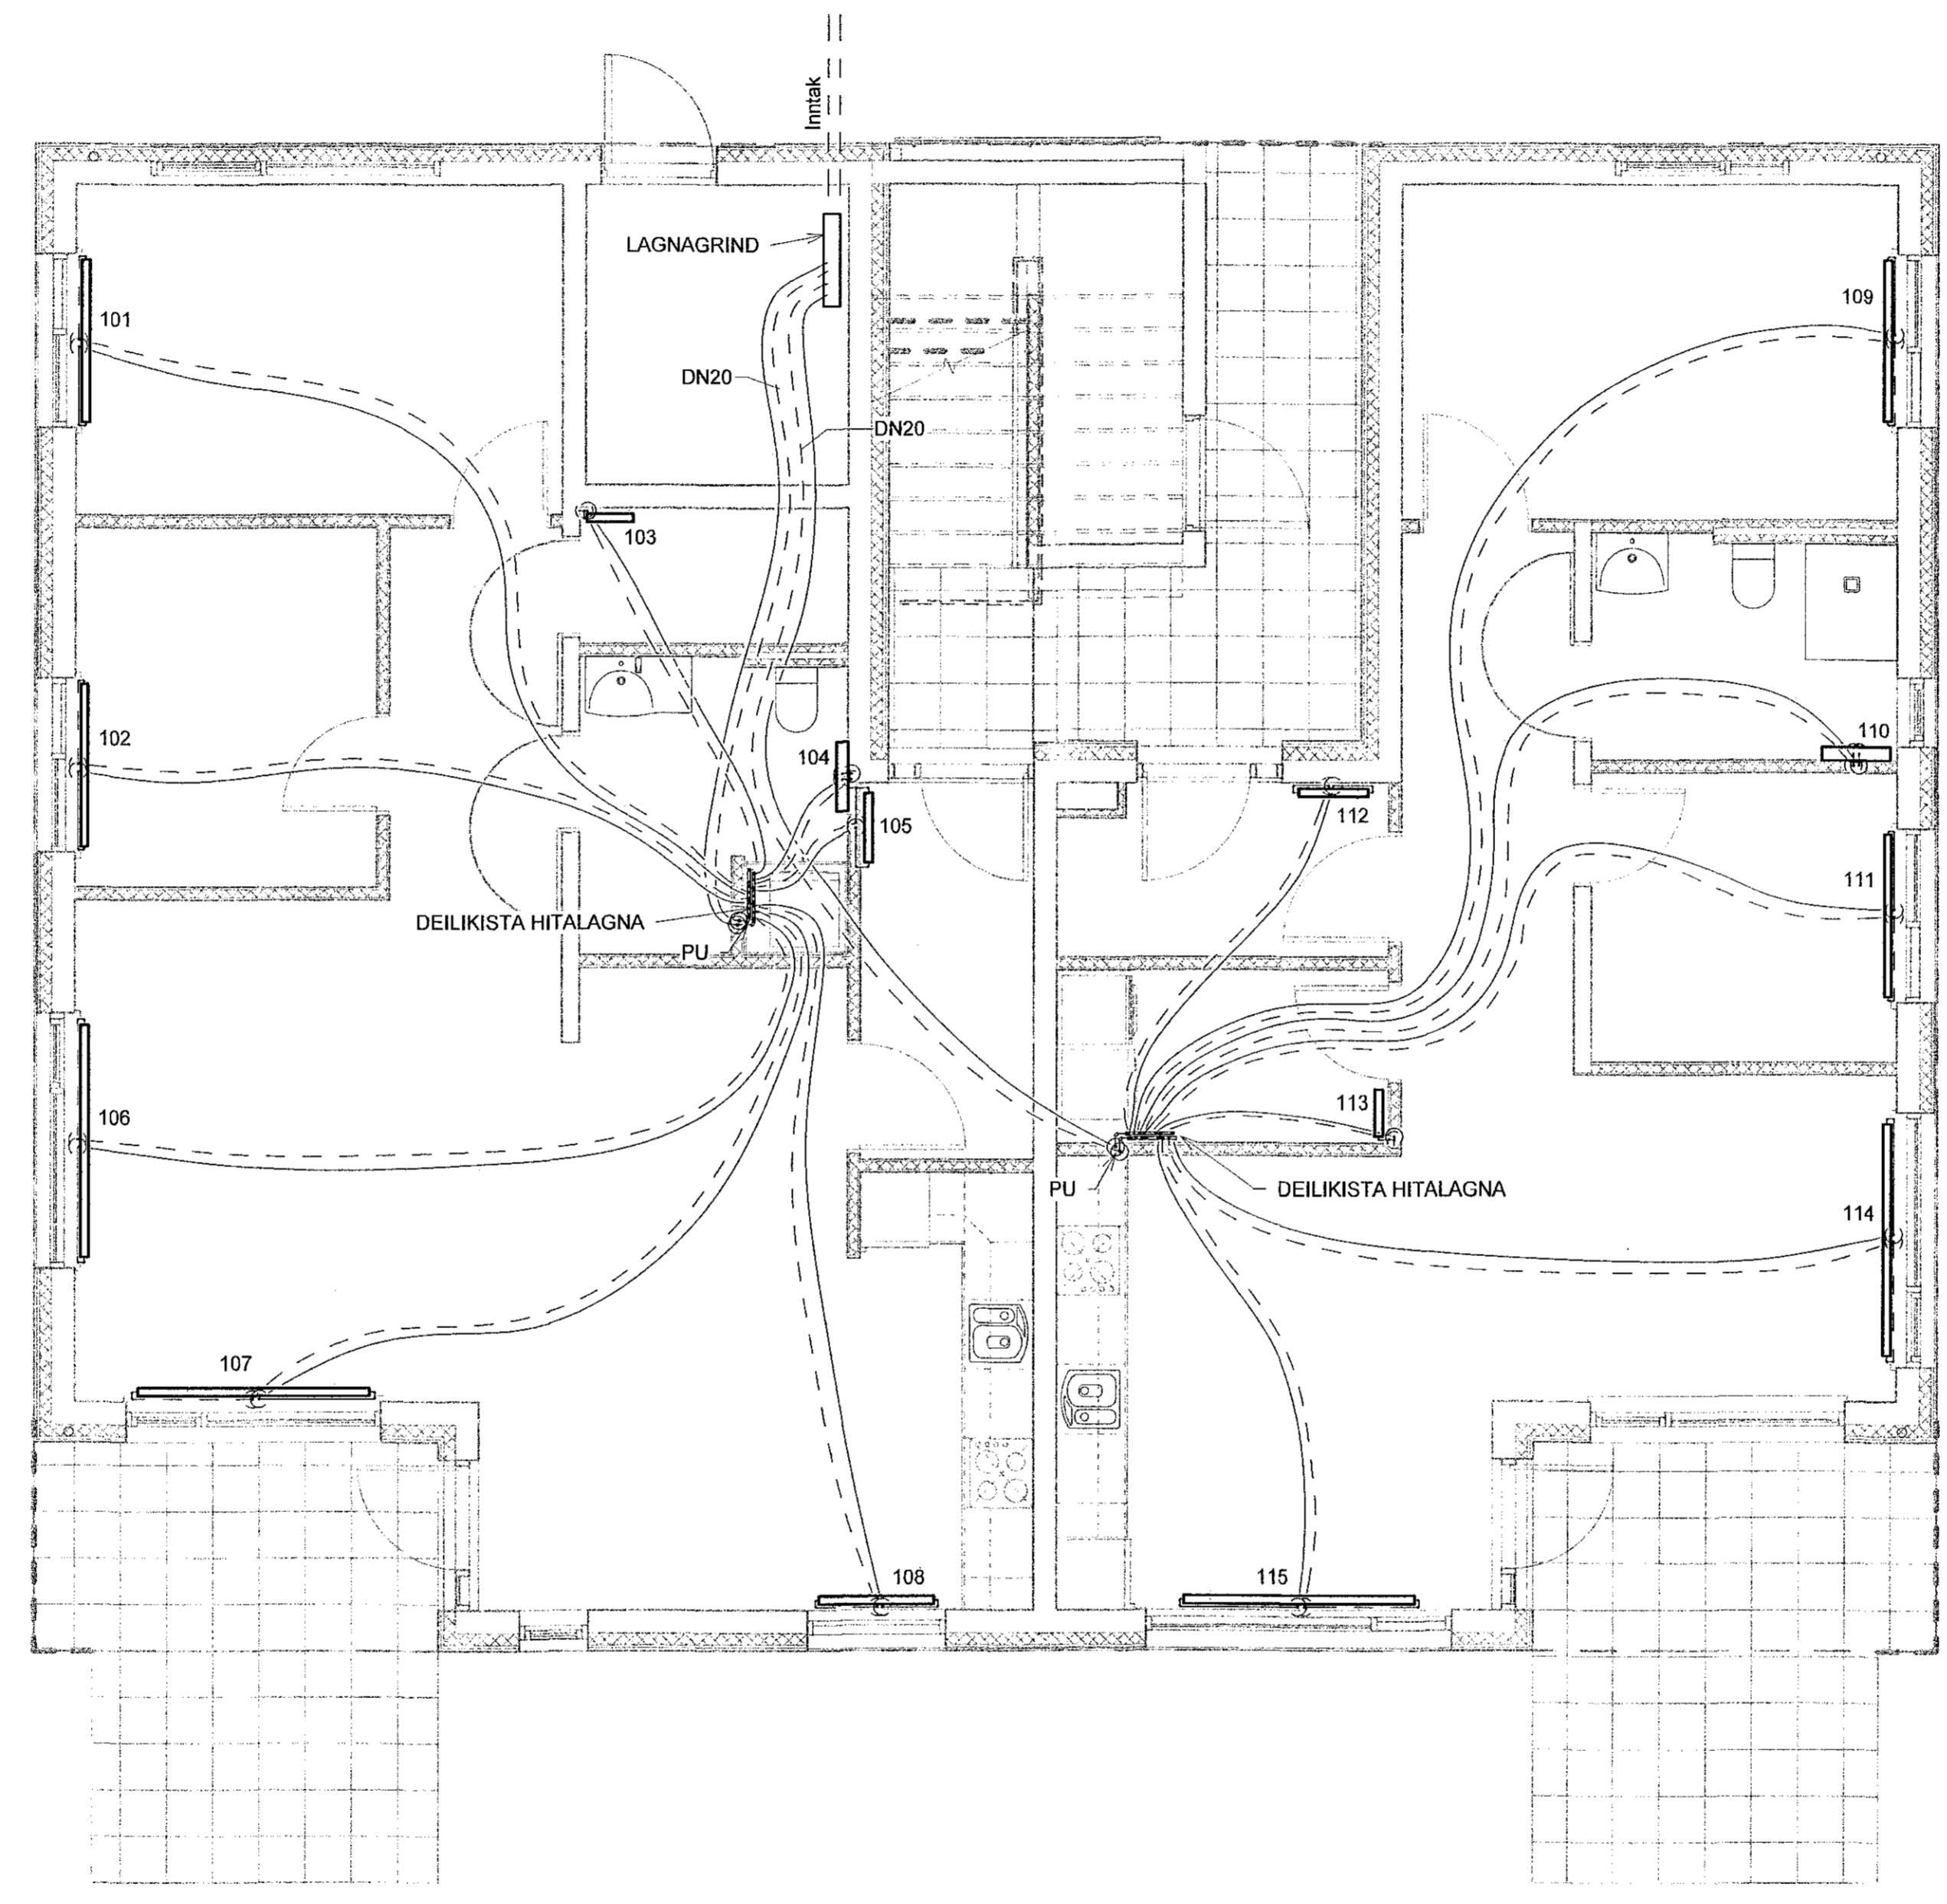 Inntak
LAGNAGRIND
109
101
DN20
DN20
103
102
110
104
112
105
111
DEILIKISTA HITALAGNA
PU
113
106
PU
DEILIKISTA HITALAGNA
114
107
108
115